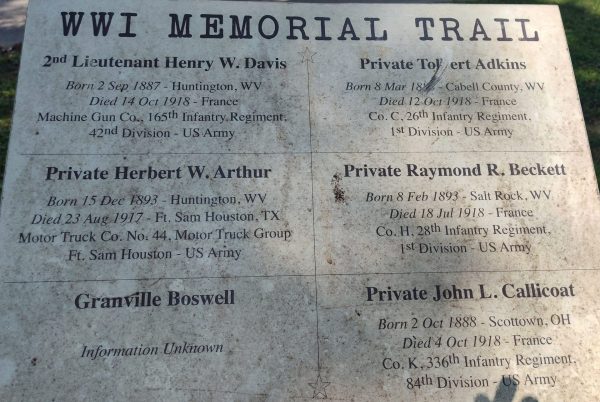 WWI MEMORIAL TRAIL
2nd Lieutenant Henry W. Davis
Born 2 Sep 1887 - Huntington, WV
Died 14 Oct 1918 - France
Machine Gun Co., 165th Infantry Regiment,
42nd Division - US Army
Private Adkins
Born 8 Mar - Cabell County, WV
Died 12 Oct 1918 - France
Co. C, 26th Infantry Regiment,
1st Division - US Army
Private Herbert W. Arthur
Born 15 Dec 1893 - Huntington, WV
Died 23 Aug 1917 - Ft. Sam Houston, TX
Motor Truck Co. No. 44, Motor Truck Group
Ft. Sam Houston - US Army
Private Raymond R. Beckett
Born 8 Feb 1893 - Salt Rock, WV
Died 18 Jul 1918 - France
Co. H, 28th Infantry Regiment,
1st Division - US Army
Granville Boswell
Information Unknown
Private John L. Callicoat
Born 2 Oct 1888 - Scottown, OH
Died 4 Oct 1918 - France
Co. K, 336th Infantry Regiment,
84th Division - US Army